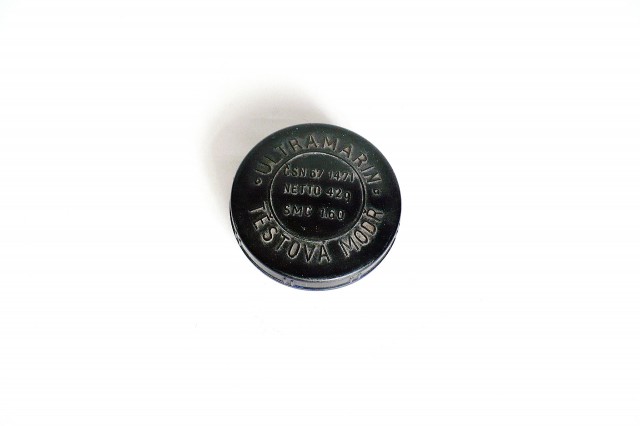 ULTRAMARIN
ČSN 67 1471
NETTO 42g
SMC 1.60
TĚSTOVÁ MODŘ